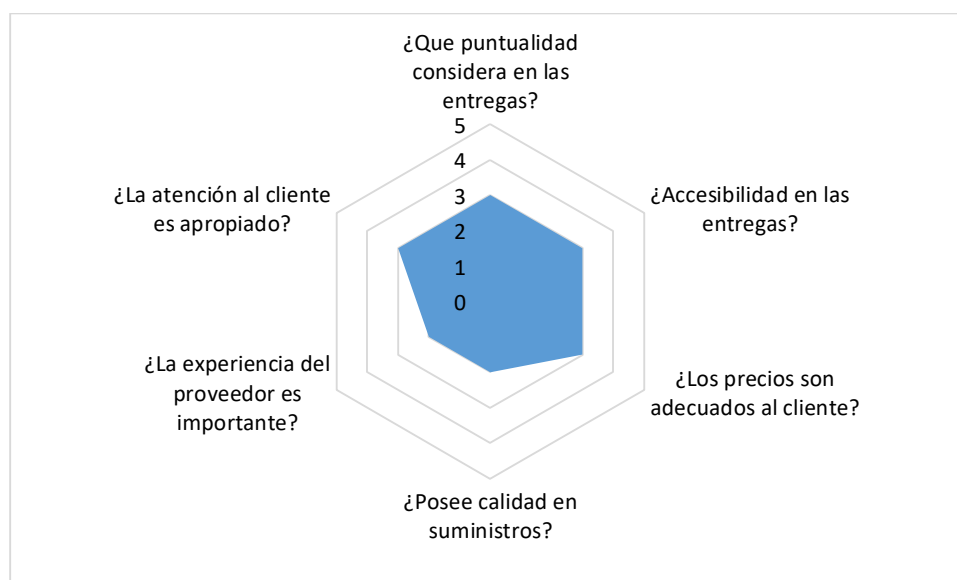 ¿Que puntualidad
considera en las
entregas?
5
4
3
2
1
0
¿Accesibilidad en las
entregas?
¿Los precios son
adecuados al cliente?
¿Posee calidad en
suministros?
¿La experiencia del
proveedor es
importante?
¿La atención al cliente
es apropiado?